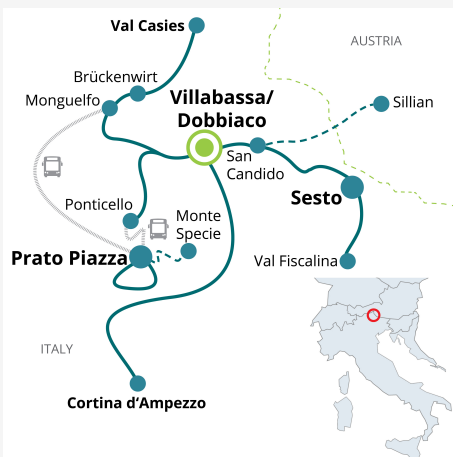 Val Casies
AUSTRIA
Brückenwirt
Monguelfo
Villabassa/
Dobbiaco
Sillian
San
Candido
Sesto
Ponticello
Monte
Specie
Prato Piazza
Val Fiscalina
ITALY
Cortina d‘Ampezzo